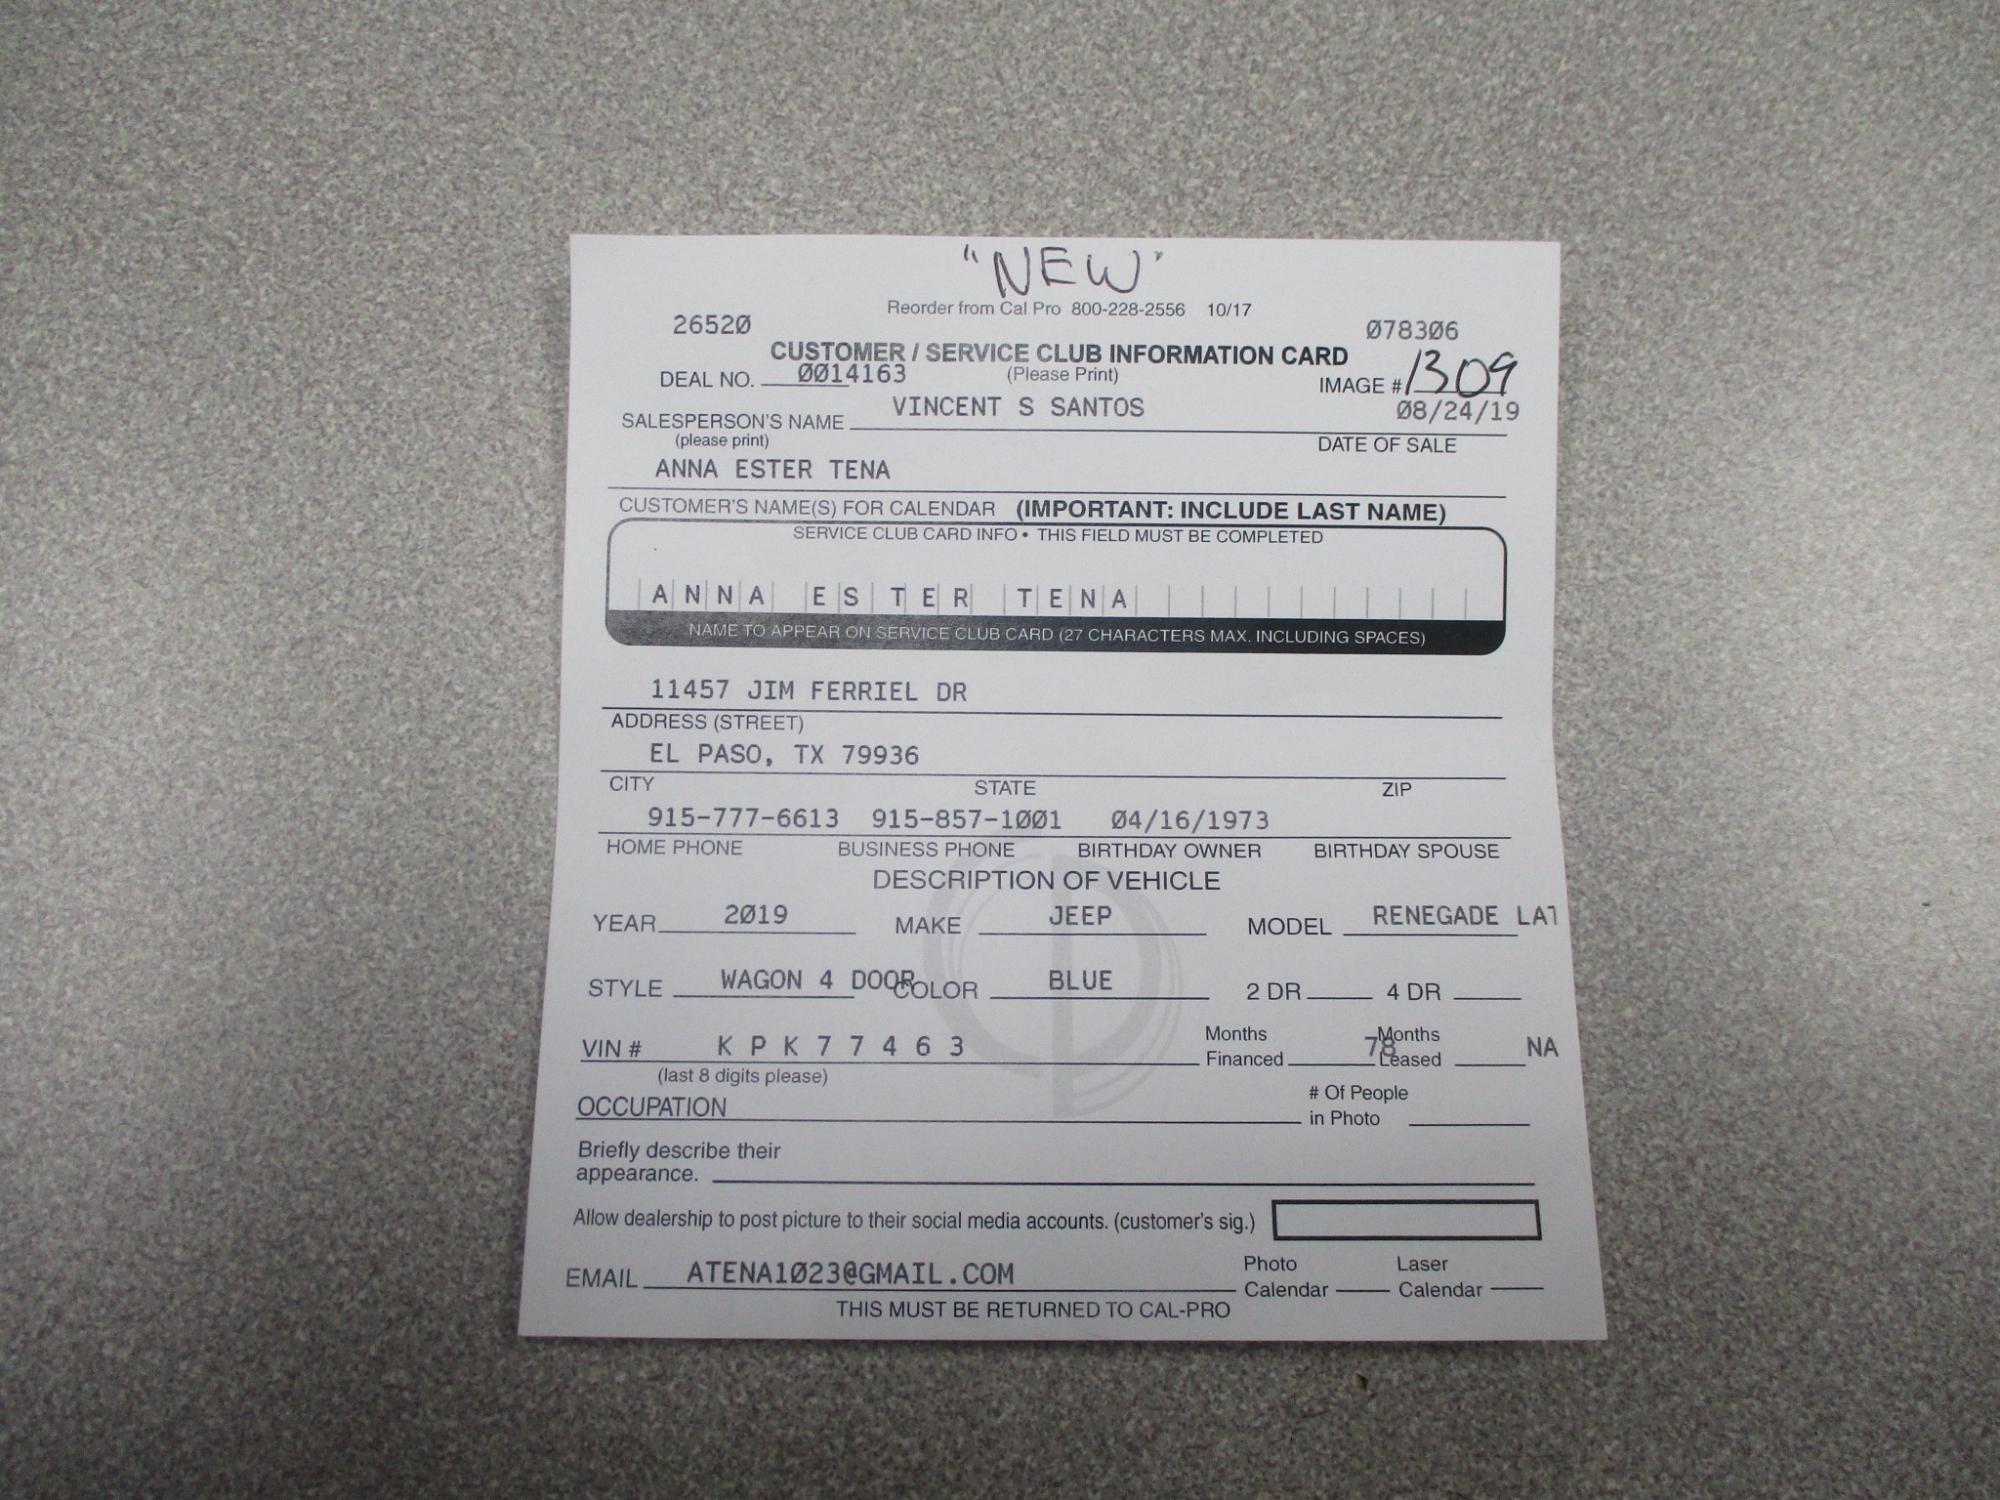 "NEW"
Reorder from Cal Pro 800-228-2556 10/17
26520 078306
CUSTOMER / SERVICE CLUB INFORMATION CARD
DEAL NO. 0014163 (Please Print) IMAGE # 1309
SALESPERSON'S NAME VINCENT S SANTOS 08/24/19
(please print) DATE OF SALE
ANNA ESTER TENA
CUSTOMER'S NAME(S) FOR CALENDAR (IMPORTANT: INCLUDE LAST NAME)
SERVICE CLUB CARD INFO • THIS FIELD MUST BE COMPLETED
ANNA ESTER TENA
NAME TO APPEAR ON SERVICE CLUB CARD (27 CHARACTERS MAX. INCLUDING SPACES)
11457 JIM FERRIEL DR
ADDRESS (STREET)
EL PASO, TX 79936
CITY STATE ZIP
915-777-6613 915-857-1001 04/16/1973
HOME PHONE BUSINESS PHONE BIRTHDAY OWNER BIRTHDAY SPOUSE
DESCRIPTION OF VEHICLE
YEAR 2019 MAKE JEEP MODEL RENEGADE LAT
STYLE WAGON 4 DOOR COLOR BLUE 2 DR 4 DR
VIN # K P K 7 7 4 6 3 Months Financed 78 Months Leased NA
(last 8 digits please)
OCCUPATION # Of People in Photo
Briefly describe their
appearance.
Allow dealership to post picture to their social media accounts. (customer's sig.)
EMAIL ATENA1023@GMAIL.COM Photo Calendar Laser Calendar
THIS MUST BE RETURNED TO CAL-PRO